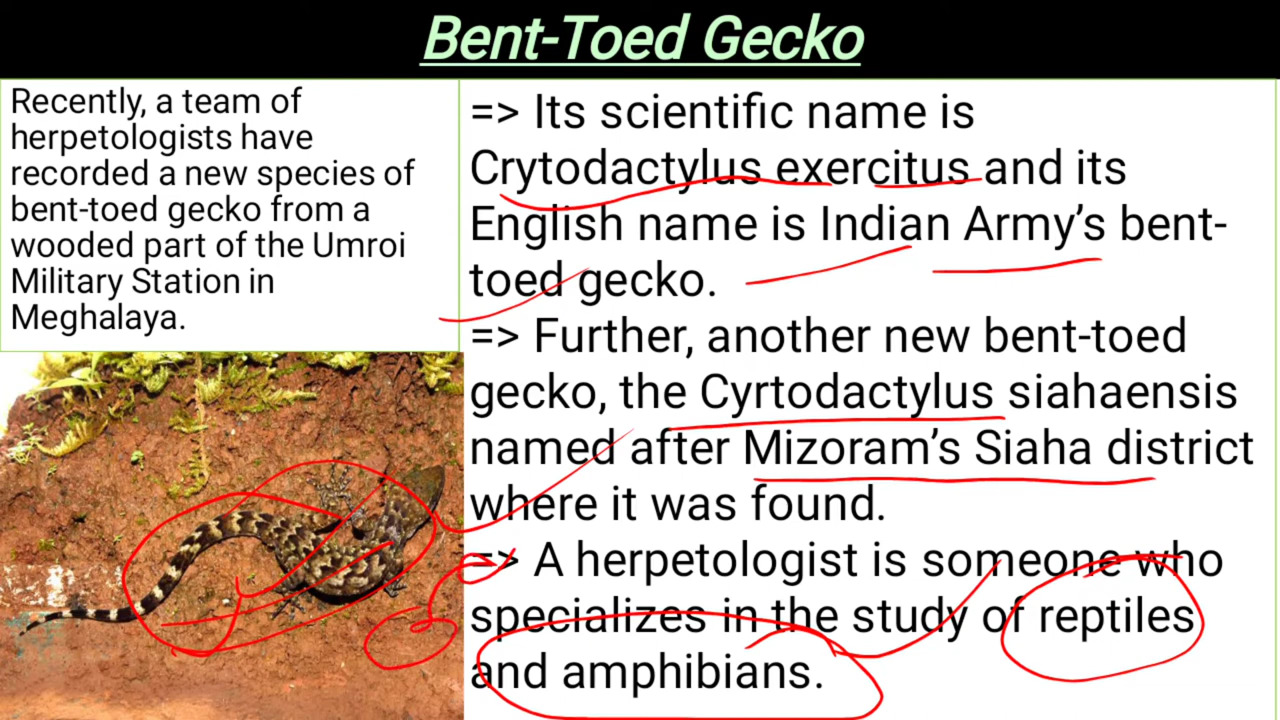 Bent-Toed Gecko
Recently, a team of
herpetologists have
recorded a new species of
bent-toed gecko from a
wooded part of the Umroi
Military Station in
Meghalaya.
=> Its scientific name is
Crytodactylus exercitus and its
English name is Indian Army's bent-
toed gecko.
=> Further, another new bent-toed
gecko, the Cyrtodactylus siahaensis
named after Mizoram's Siaha district
where it was found.
=> A herpetologist is someone who
specializes in the study of reptiles
and amphibians.